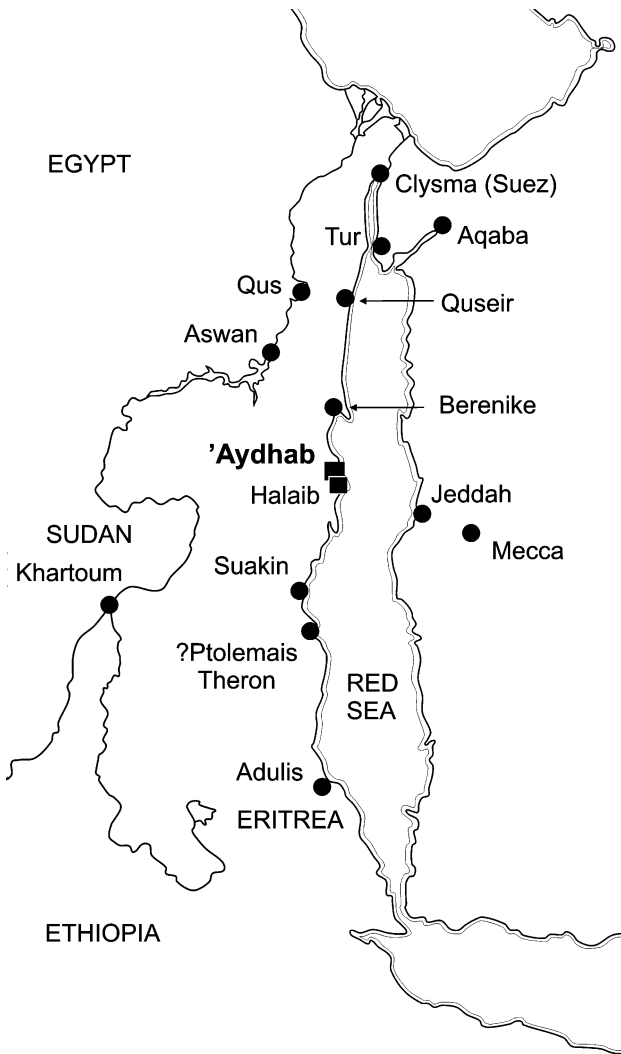 EGYPT
Clysma (Suez)
Tur
Aqaba
Qus
Quseir
Aswan
Berenike
’Aydhab
Halaib
Jeddah
SUDAN
Mecca
Khartoum
Suakin
?Ptolemais
Theron
RED
SEA
Adulis
ERITREA
ETHIOPIA